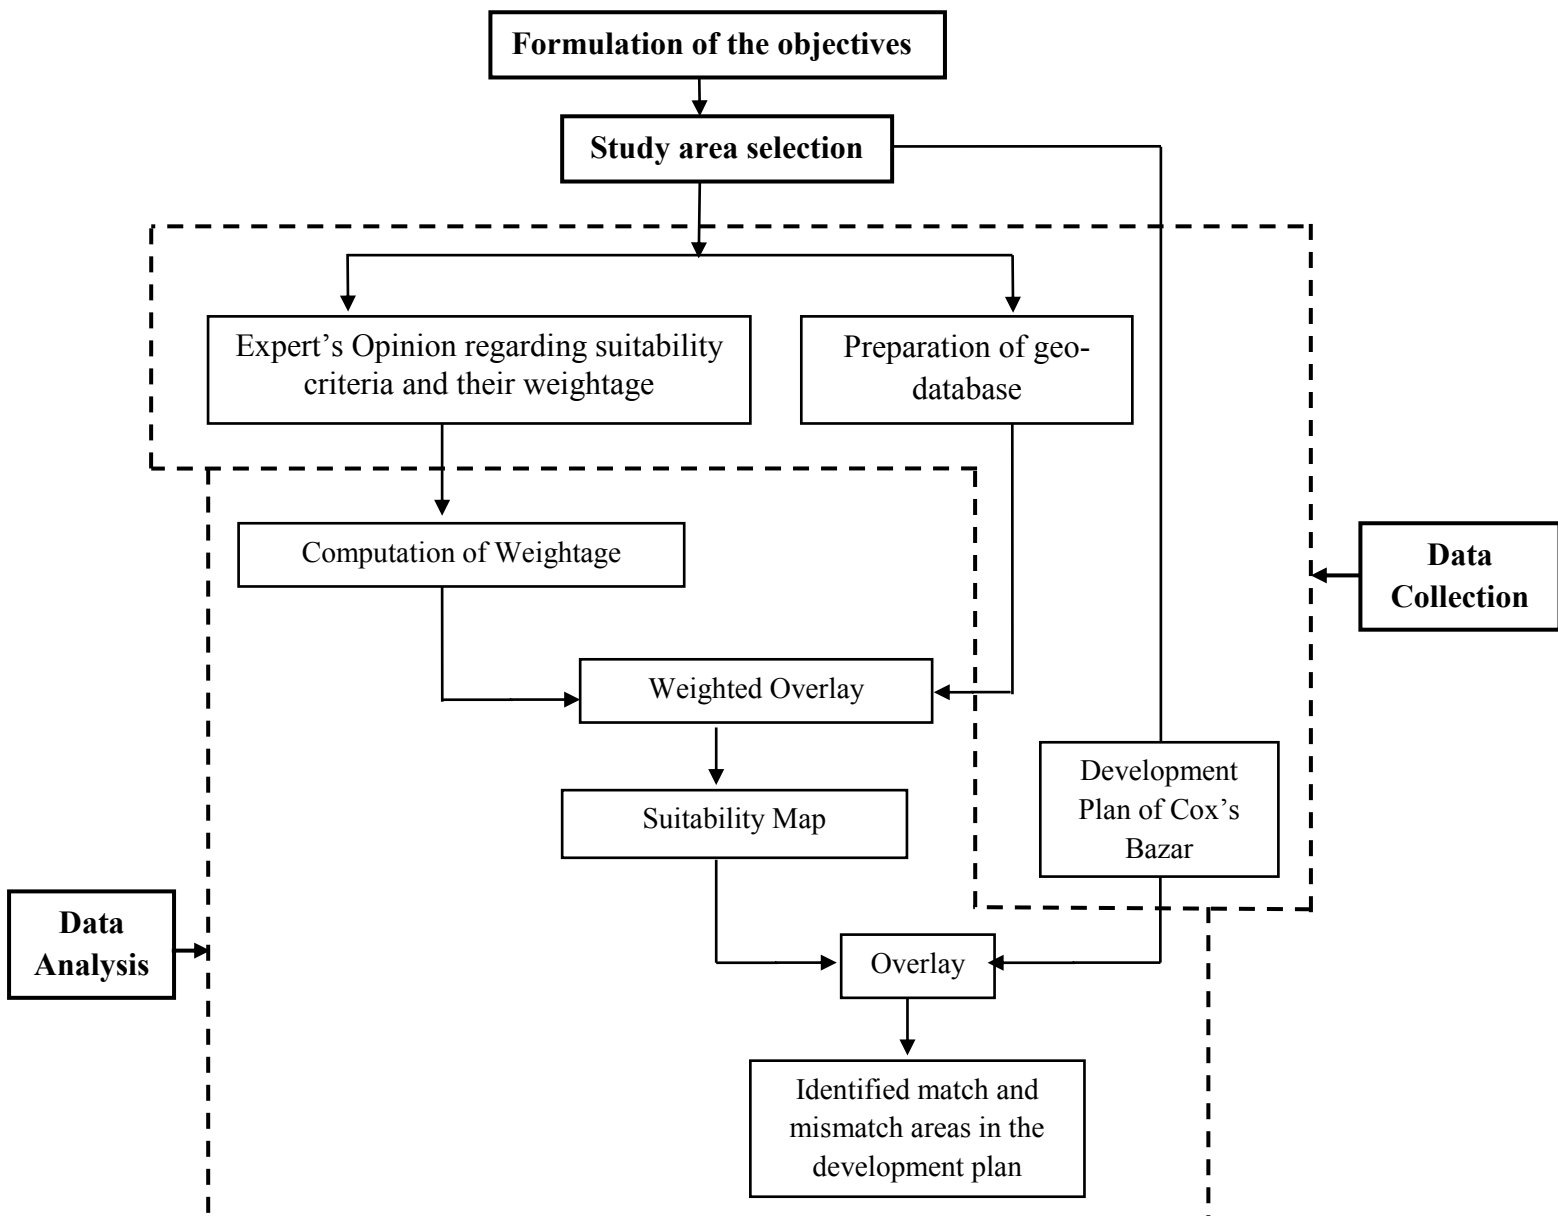 Formulation of the objectives
Study area selection
Expert’s Opinion regarding suitability
criteria and their weightage
Preparation of geo-
database
Computation of Weightage
Data
Collection
Weighted Overlay
Development
Plan of Cox’s
Bazar
Suitability Map
Data
Analysis
Overlay
Identified match and
mismatch areas in the
development plan